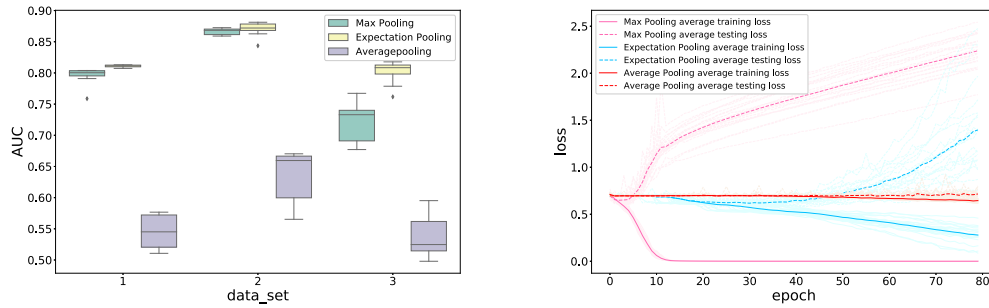 0.90
0.85
0.80
0.75
0.70
0.65
0.60
0.55
0.50
AUC
Max Pooling
Expectation Pooling
Averagepooling
1
2
3
data_set
2.5
2.0
1.5
1.0
0.5
0.0
loss
Max Pooling average training loss
Max Pooling average testing loss
Expectation Pooling average training loss
Expectation Pooling average testing loss
Average Pooling average training loss
Average Pooling average testing loss
0 10 20 30 40 50 60 70 80
epoch